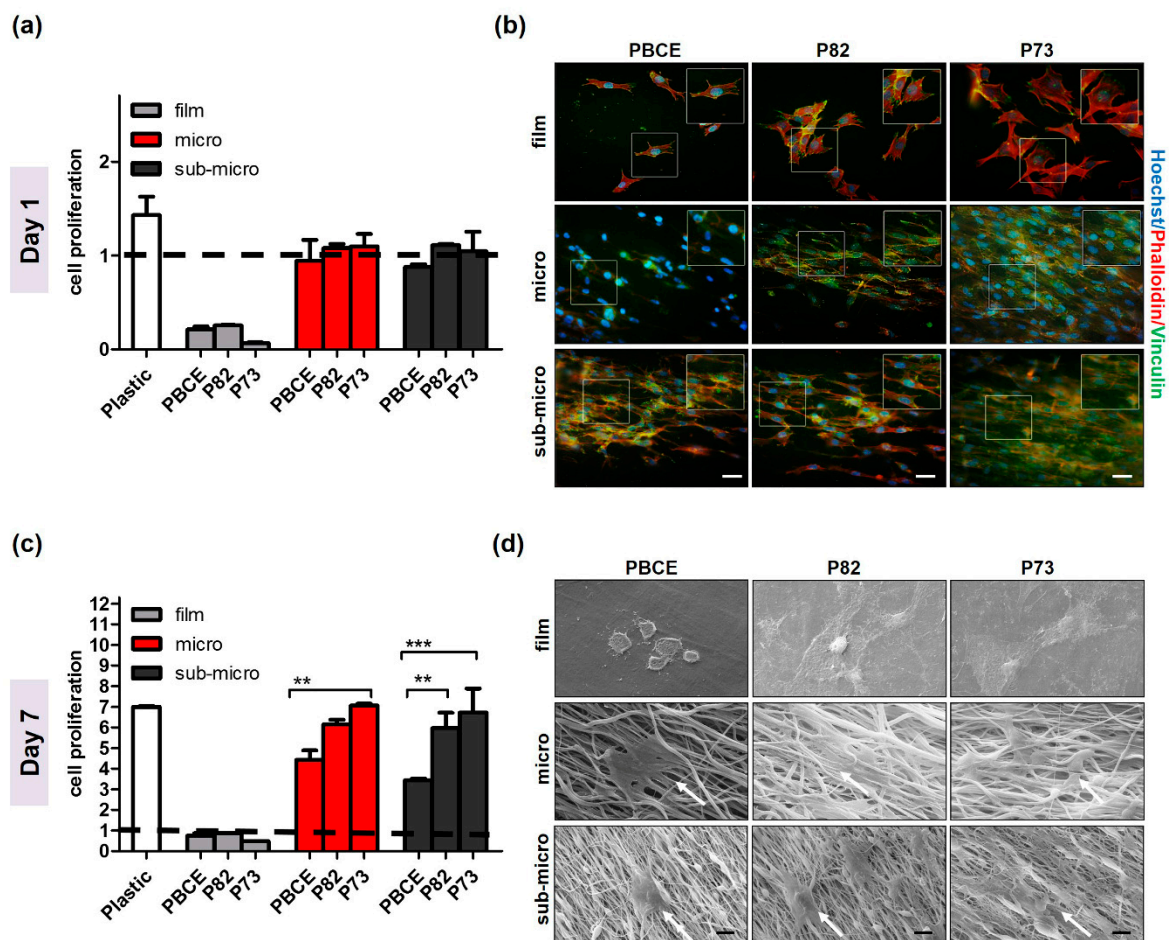 (a)
Day 1
cell proliferation
2
1
0
film
micro
sub-micro
Plastic
PBCE
P82
P73
PBCE
P82
P73
PBCE
P82
P73
(b)
PBCE P82 P73
film
micro
sub-micro
Hoechst/Phalloidin/Vinculin
(c)
Day 7
cell proliferation
12
11
10
9
8
7
6
5
4
3
2
1
0
film
micro
sub-micro
**
***
**
Plastic
PBCE
P82
P73
PBCE
P82
P73
PBCE
P82
P73
(d)
PBCE P82 P73
film
micro
sub-micro